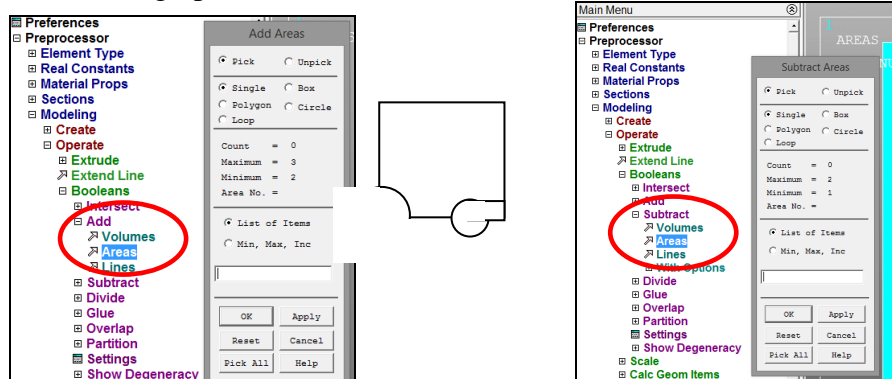 Preferences
Preprocessor
Element Type
Real Constants
Material Props
Sections
Modeling
Create
Operate
Extrude
Extend Line
Booleans
Intersect
Add
Volumes
Areas
Lines
Subtract
Divide
Glue
Overlap
Partition
Settings
Show Degeneracy
Add Areas
Pick Unpick
Single Box
Polygon Circle
Loop
Count = 0
Maximum = 3
Minimum = 2
Area No. =
List of Items
Min, Max, Inc
OK Apply
Reset Cancel
Pick All Help
Main Menu
Preferences
Preprocessor
Element Type
Real Constants
Material Props
Sections
Modeling
Create
Operate
Extrude
Extend Line
Booleans
Intersect
Add
Subtract
Volumes
Areas
Lines
With Options
Divide
Glue
Overlap
Partition
Settings
Show Degeneracy
Scale
Calc Geom Items
1
AREAS
Subtract Areas
Pick Unpick
Single Box
Polygon Circle
Loop
Count = 0
Maximum = 2
Minimum = 1
Area No. =
List of Items
Min, Max, Inc
OK Apply
Reset Cancel
Pick All Help